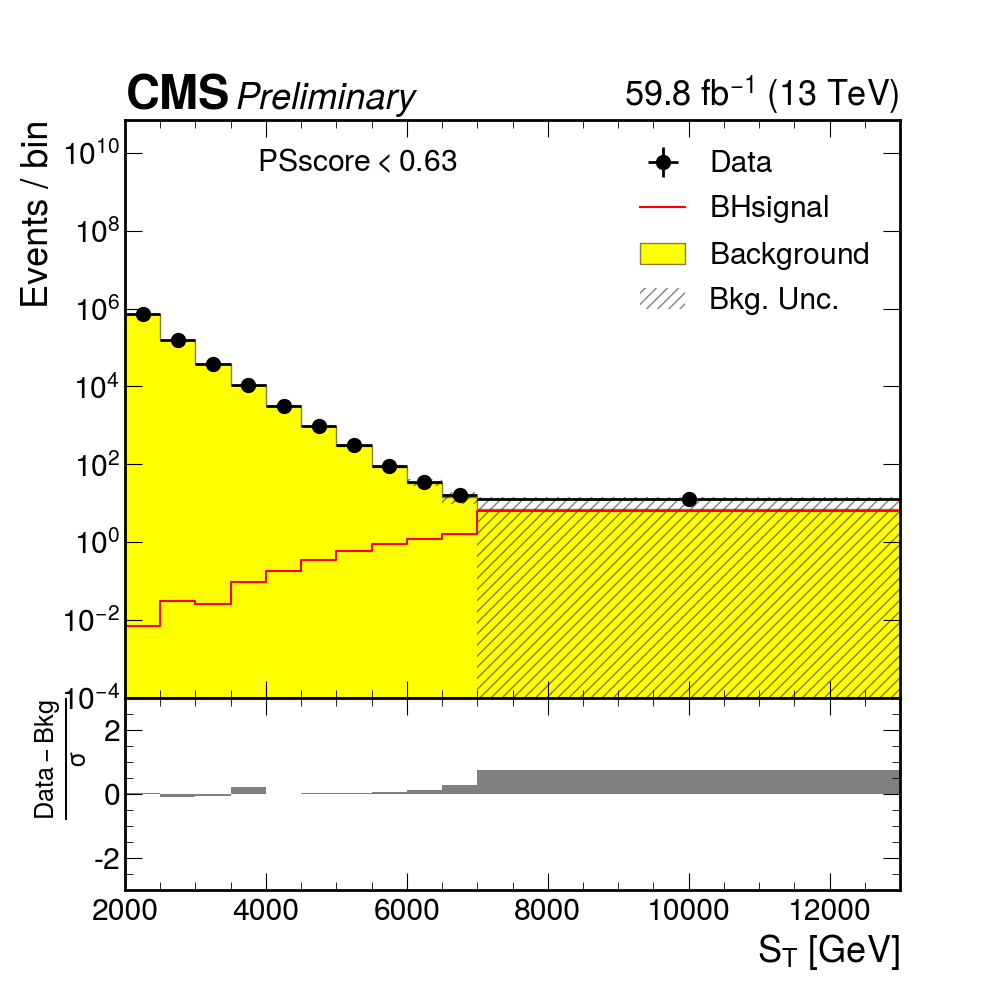 CMS Preliminary
59.8 fb⁻¹ (13 TeV)
Events / bin
PSscore < 0.63
Data
BHsignal
Background
Bkg. Unc.
10¹⁰
10⁸
10⁶
10⁴
10²
10⁰
10⁻²
10⁻⁴
Data – Bkg
σ
2
0
-2
2000 4000 6000 8000 10000 12000
S_T [GeV]